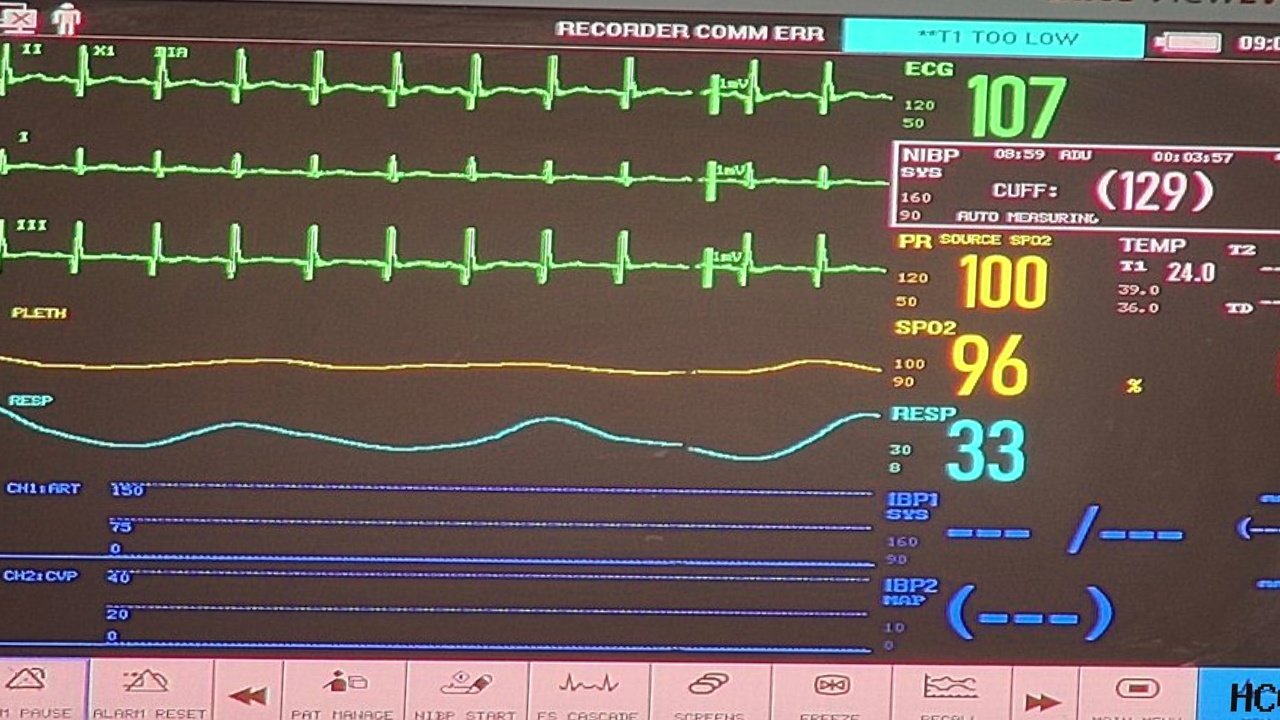 RECORDER COMM ERR
**T1 TOO LOW
II X1 DIA
1mV
ECG 107
120
50
I
1mV
NIBP 08:59 ADU 00:03:57
SYS
CUFF: (129)
160
90 AUTO MEASURING
III
1mV
PR SOURCE SPO2
100
120
50
TEMP T2
T1 24.0
39.0
36.0 TD
PLETH
SPO2
96
100
90
%
RESP
RESP
33
30
8
CH1:ART 150
75
0
IBP1
SYS
--- /---
160
90
CH2:CVP 40
20
0
IBP2
MAP
(---)
10
0
M PAUSE
ALARM RESET
PAT MANAGE
NIBP START
ES CASCADE
SCREENS
FREEZE
RECALL
MAIN MENU